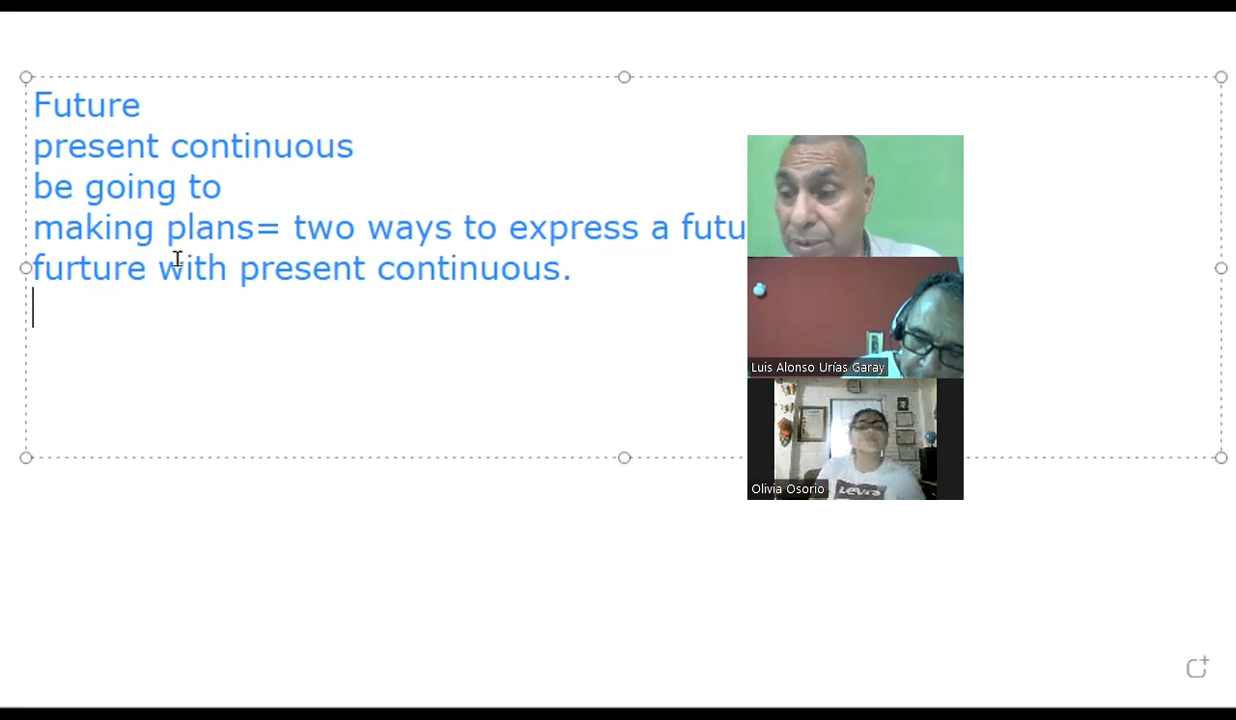 Future
present continuous
be going to
making plans= two ways to express a futu
furture with present continuous.
Luis Alonso Urías Garay
Olivia Osorio
Levi's